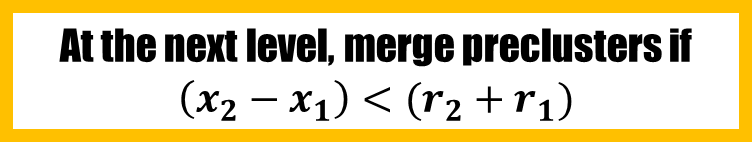 At the next level, merge preclusters if
(x₂ − x₁) < (r₂ + r₁)